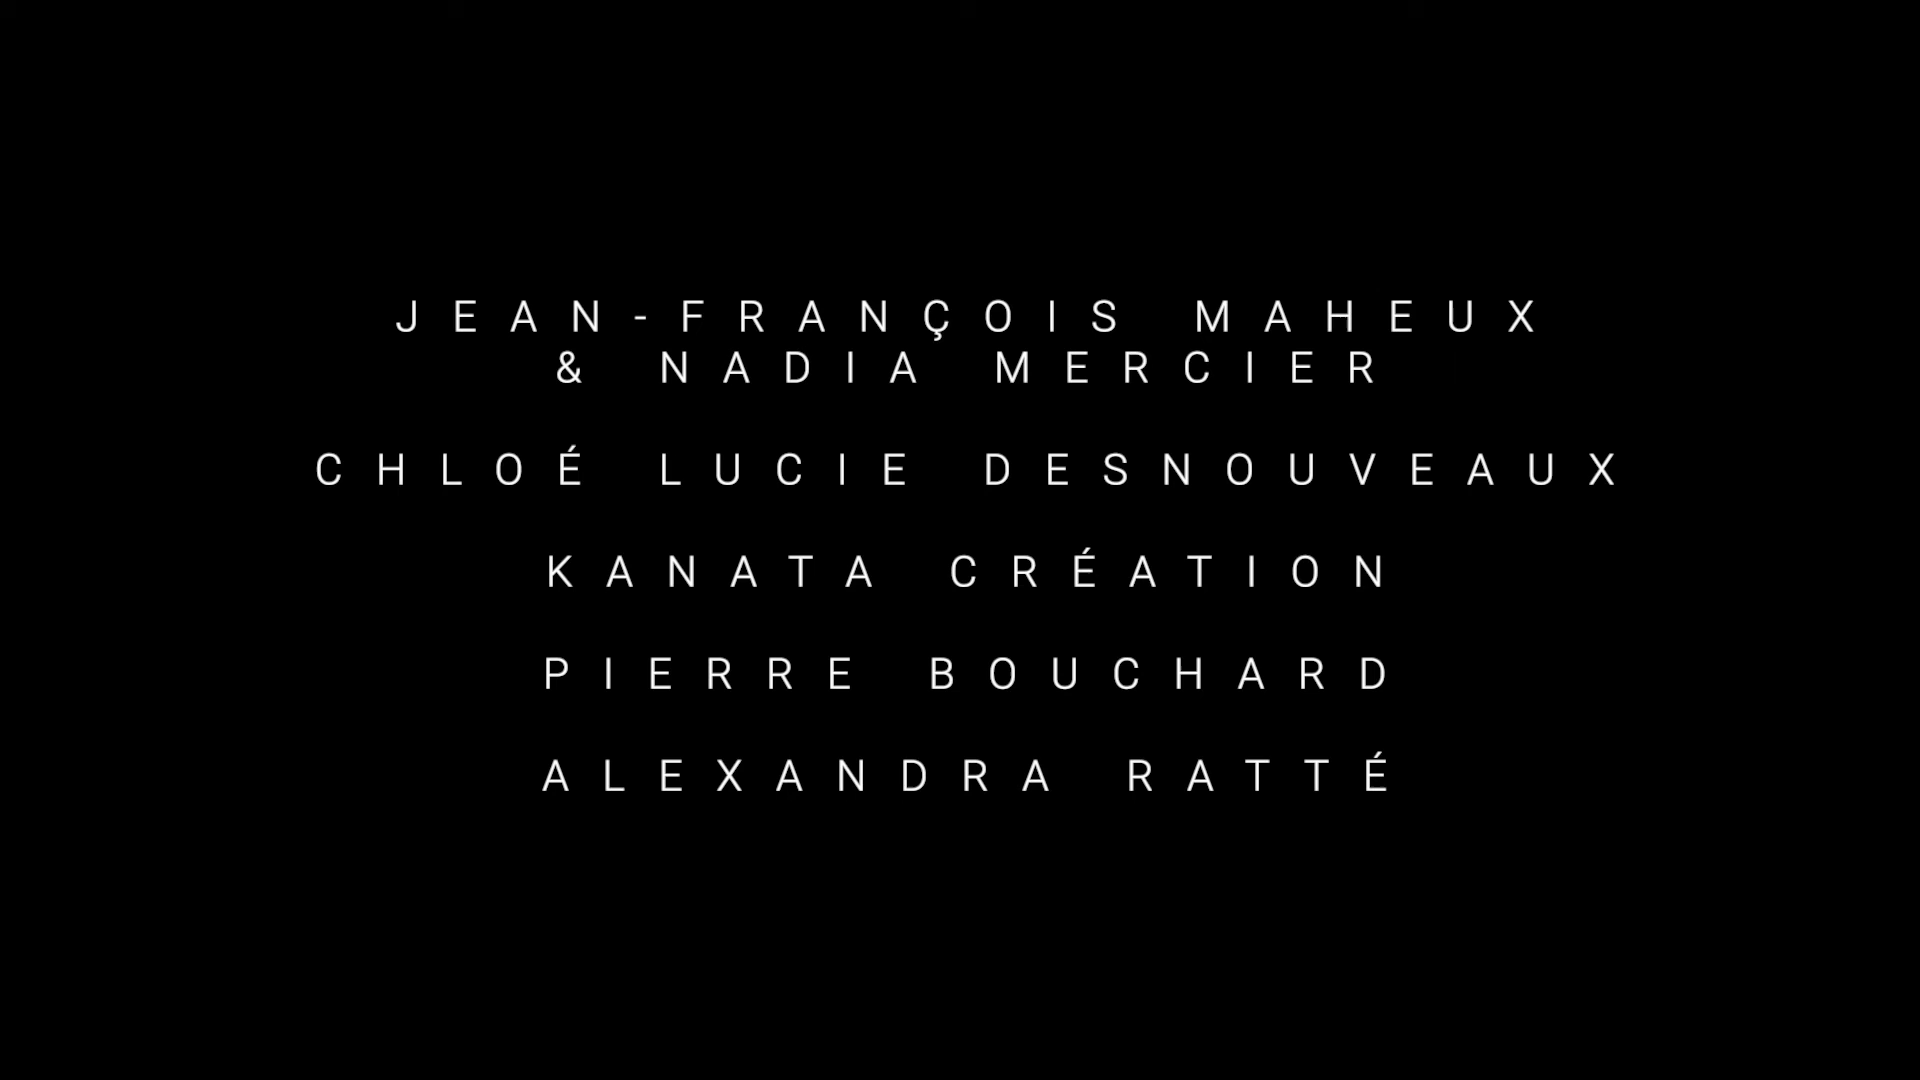 JEAN-FRANÇOIS MAHEUX
& NADIA MERCIER
CHLOÉ LUCIE DESNOUVEAUX
KANATA CRÉATION
PIERRE BOUCHARD
ALEXANDRA RATTÉ